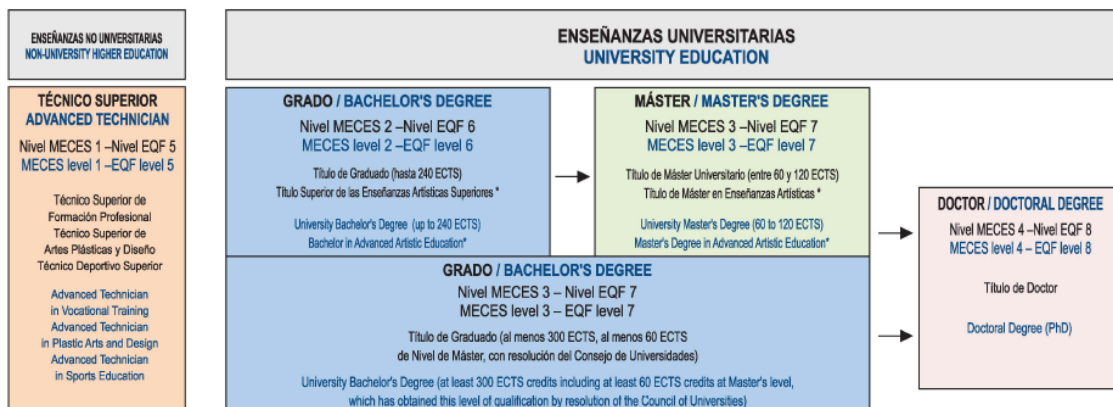 ENSEÑANZAS NO UNIVERSITARIAS
NON-UNIVERSITY HIGHER EDUCATION
TÉCNICO SUPERIOR
ADVANCED TECHNICIAN
Nivel MECES 1 –Nivel EQF 5
MECES level 1 –EQF level 5
Técnico Superior de
Formación Profesional
Técnico Superior de
Artes Plásticas y Diseño
Técnico Deportivo Superior
Advanced Technician
in Vocational Training
Advanced Technician
in Plastic Arts and Design
Advanced Technician
in Sports Education
ENSEÑANZAS UNIVERSITARIAS
UNIVERSITY EDUCATION
GRADO / BACHELOR'S DEGREE
Nivel MECES 2 –Nivel EQF 6
MECES level 2 –EQF level 6
Título de Graduado (hasta 240 ECTS)
Título Superior de las Enseñanzas Artísticas Superiores *
University Bachelor's Degree (up to 240 ECTS)
Bachelor in Advanced Artistic Education*
MÁSTER / MASTER'S DEGREE
Nivel MECES 3 –Nivel EQF 7
MECES level 3 –EQF level 7
Título de Máster Universitario (entre 60 y 120 ECTS)
Título de Máster en Enseñanzas Artísticas *
University Master's Degree (60 to 120 ECTS)
Master's Degree in Advanced Artistic Education*
GRADO / BACHELOR'S DEGREE
Nivel MECES 3 – Nivel EQF 7
MECES level 3 – EQF level 7
Título de Graduado (al menos 300 ECTS, al menos 60 ECTS
de Nivel de Máster, con resolución del Consejo de Universidades)
University Bachelor's Degree (at least 300 ECTS credits including at least 60 ECTS credits at Master's level,
which has obtained this level of qualification by resolution of the Council of Universities)
DOCTOR / DOCTORAL DEGREE
Nivel MECES 4 –Nivel EQF 8
MECES level 4 – EQF level 8
Título de Doctor
Doctoral Degree (PhD)